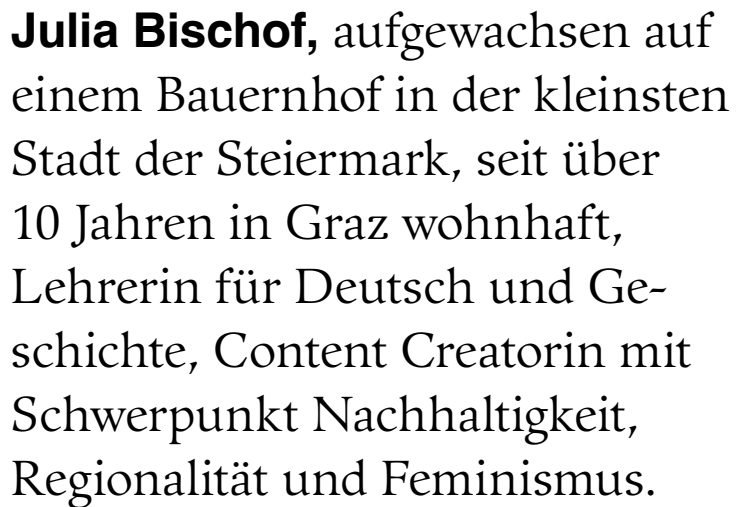 Julia Bischof, aufgewachsen auf
einem Bauernhof in der kleinsten
Stadt der Steiermark, seit über
10 Jahren in Graz wohnhaft,
Lehrerin für Deutsch und Ge-
schichte, Content Creatorin mit
Schwerpunkt Nachhaltigkeit,
Regionalität und Feminismus.